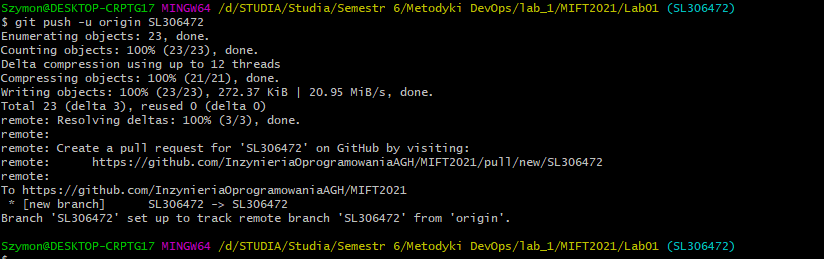 Szymon@DESKTOP-CRPTG17 MINGW64 /d/STUDIA/Studia/Semestr 6/Metodyki DevOps/lab_1/MIFT2021/Lab01 (SL306472)
$ git push -u origin SL306472
Enumerating objects: 23, done.
Counting objects: 100% (23/23), done.
Delta compression using up to 12 threads
Compressing objects: 100% (21/21), done.
Writing objects: 100% (23/23), 272.37 KiB | 20.95 MiB/s, done.
Total 23 (delta 3), reused 0 (delta 0)
remote: Resolving deltas: 100% (3/3), done.
remote:
remote: Create a pull request for 'SL306472' on GitHub by visiting:
remote:      https://github.com/InzynieriaOprogramowaniaAGH/MIFT2021/pull/new/SL306472
remote:
To https://github.com/InzynieriaOprogramowaniaAGH/MIFT2021
 * [new branch]      SL306472 -> SL306472
Branch 'SL306472' set up to track remote branch 'SL306472' from 'origin'.
Szymon@DESKTOP-CRPTG17 MINGW64 /d/STUDIA/Studia/Semestr 6/Metodyki DevOps/lab_1/MIFT2021/Lab01 (SL306472)
$